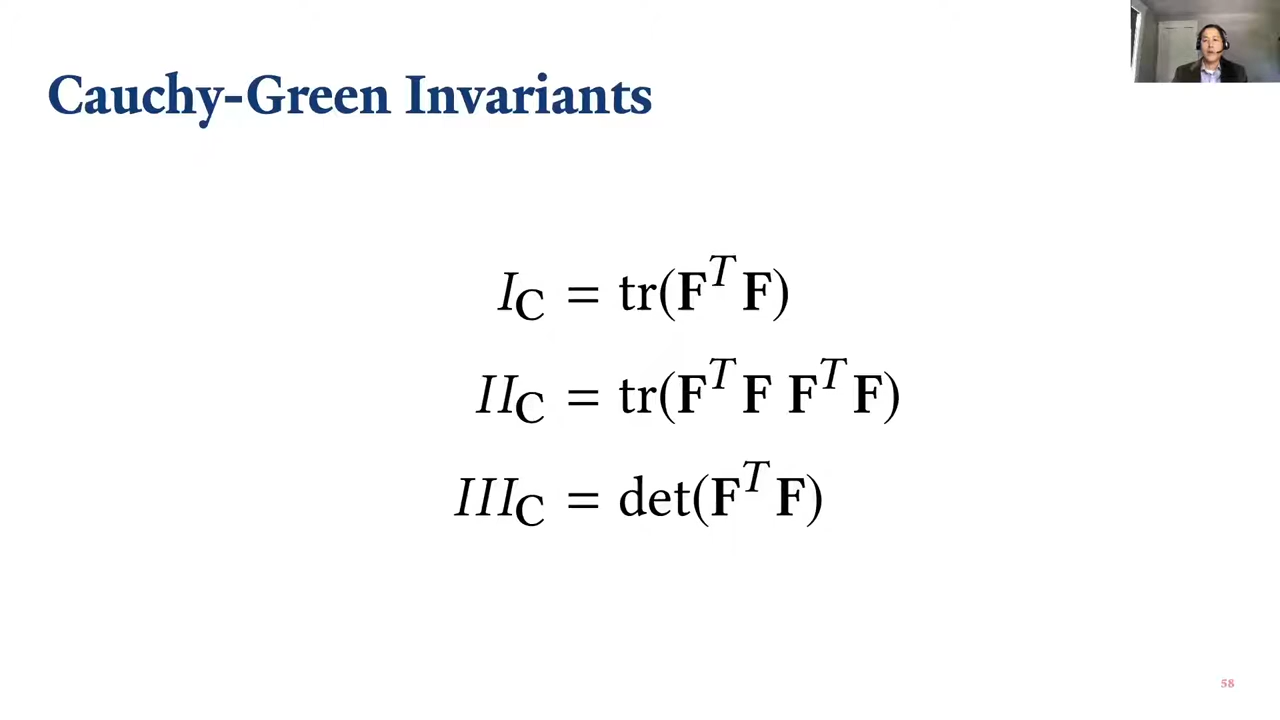 Cauchy-Green Invariants
I_C = tr(F^T F)
II_C = tr(F^T F F^T F)
III_C = det(F^T F)
58